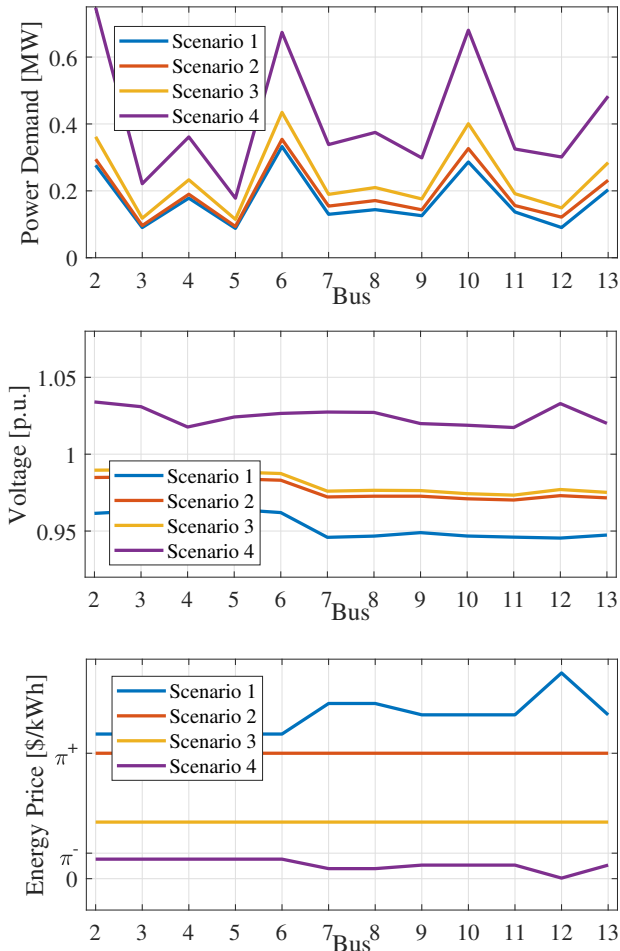 Power Demand [MW]
0.6
0.4
0.2
0
Scenario 1
Scenario 2
Scenario 3
Scenario 4
2 3 4 5 6 7 8 9 10 11 12 13
Bus
Voltage [p.u.]
1.05
1
0.95
Scenario 1
Scenario 2
Scenario 3
Scenario 4
2 3 4 5 6 7 8 9 10 11 12 13
Bus
Energy Price [$/kWh]
π+
π-
0
Scenario 1
Scenario 2
Scenario 3
Scenario 4
2 3 4 5 6 7 8 9 10 11 12 13
Bus